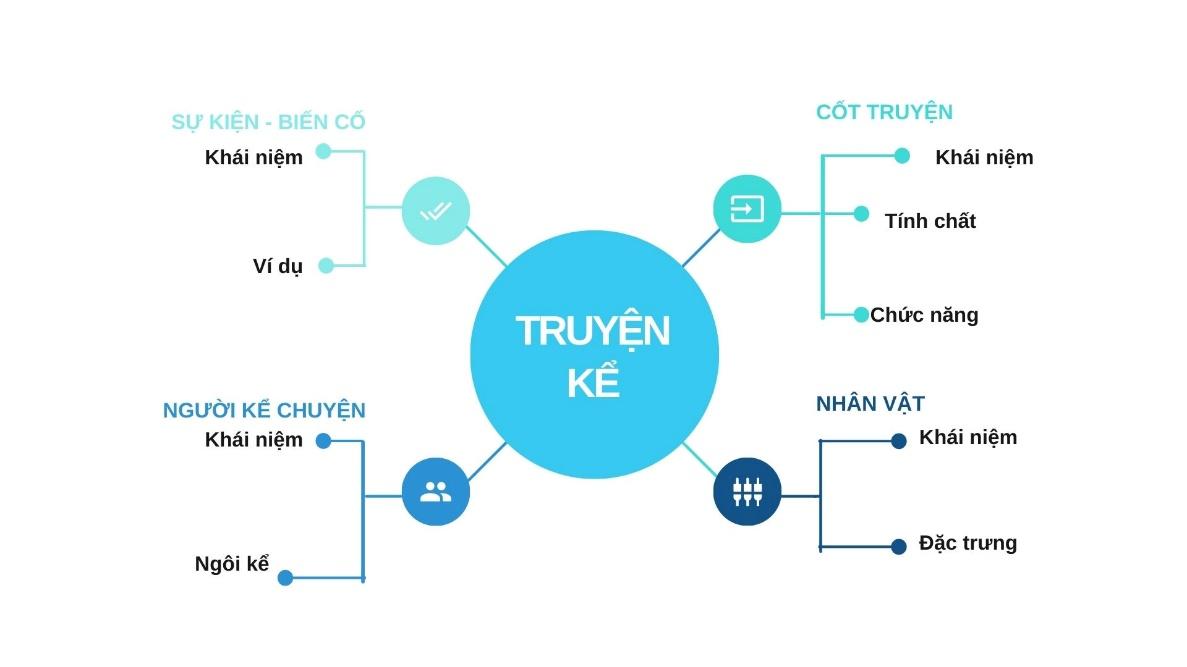 SỰ KIỆN - BIẾN CỐ
Khái niệm
Ví dụ
CỐT TRUYỆN
Khái niệm
Tính chất
Chức năng
TRUYỆN
KỂ
NGƯỜI KỂ CHUYỆN
Khái niệm
Ngôi kể
NHÂN VẬT
Khái niệm
Đặc trưng